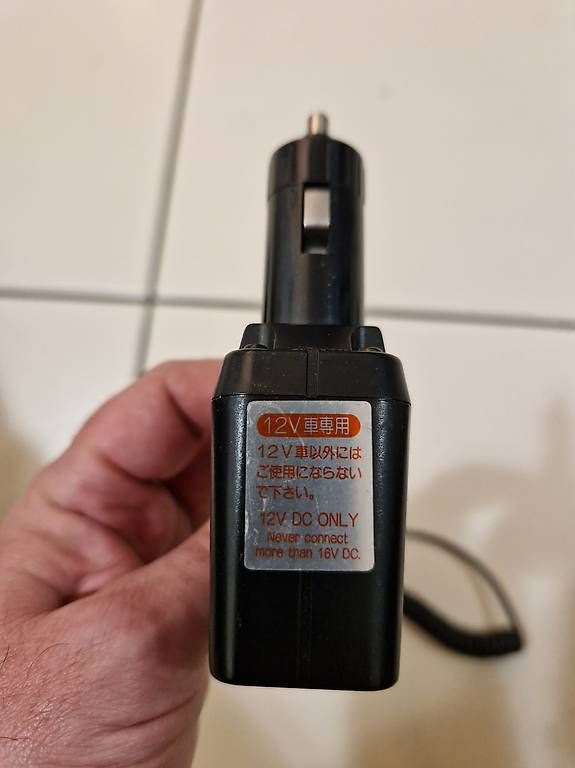 12V車専用
12V車以外には
ご使用にならない
で下さい。
12V DC ONLY
Never connect
more than 16V DC.